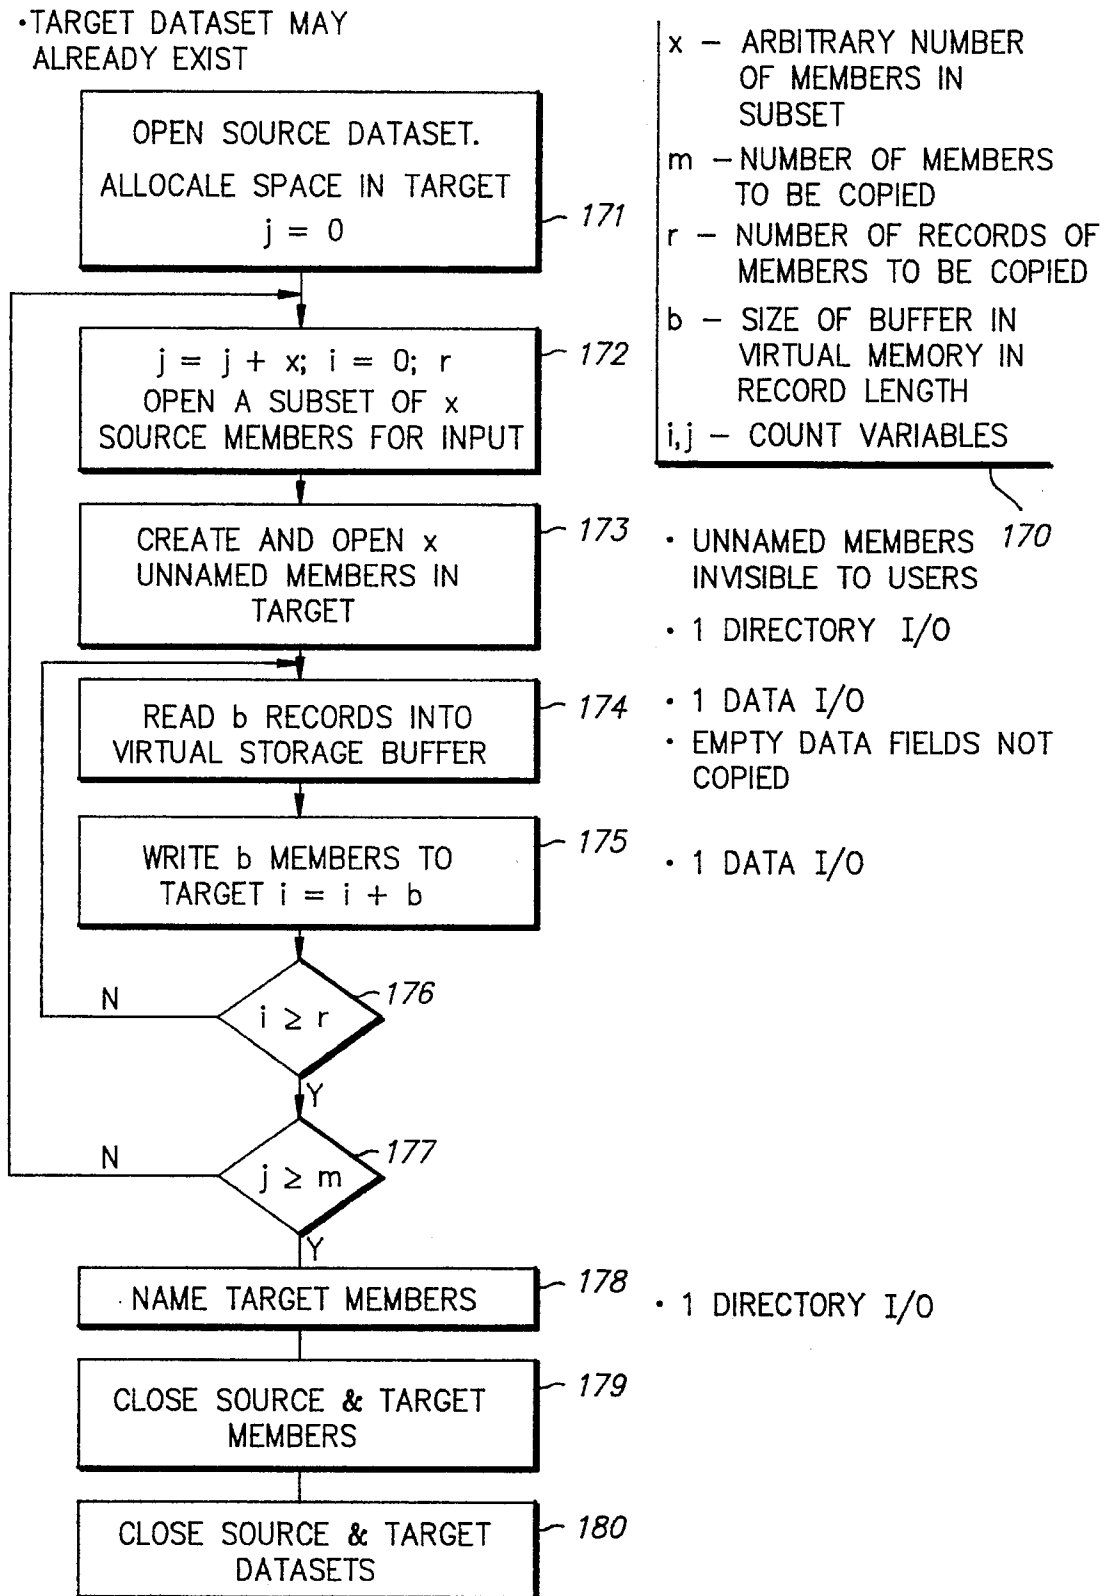 ·TARGET DATASET MAY
ALREADY EXIST
OPEN SOURCE DATASET.
ALLOCALE SPACE IN TARGET
j = 0
171
x – ARBITRARY NUMBER
OF MEMBERS IN
SUBSET
m – NUMBER OF MEMBERS
TO BE COPIED
r – NUMBER OF RECORDS OF
MEMBERS TO BE COPIED
b – SIZE OF BUFFER IN
VIRTUAL MEMORY IN
RECORD LENGTH
i,j – COUNT VARIABLES
170
j = j + x; i = 0; r
OPEN A SUBSET OF x
SOURCE MEMBERS FOR INPUT
172
CREATE AND OPEN x
UNNAMED MEMBERS IN
TARGET
173
· UNNAMED MEMBERS
INVISIBLE TO USERS
· 1 DIRECTORY I/O
READ b RECORDS INTO
VIRTUAL STORAGE BUFFER
174
· 1 DATA I/O
· EMPTY DATA FIELDS NOT
COPIED
WRITE b MEMBERS TO
TARGET i = i + b
175
· 1 DATA I/O
i ≥ r
176
N
Y
j ≥ m
177
N
Y
NAME TARGET MEMBERS
178
· 1 DIRECTORY I/O
CLOSE SOURCE & TARGET
MEMBERS
179
CLOSE SOURCE & TARGET
DATASETS
180